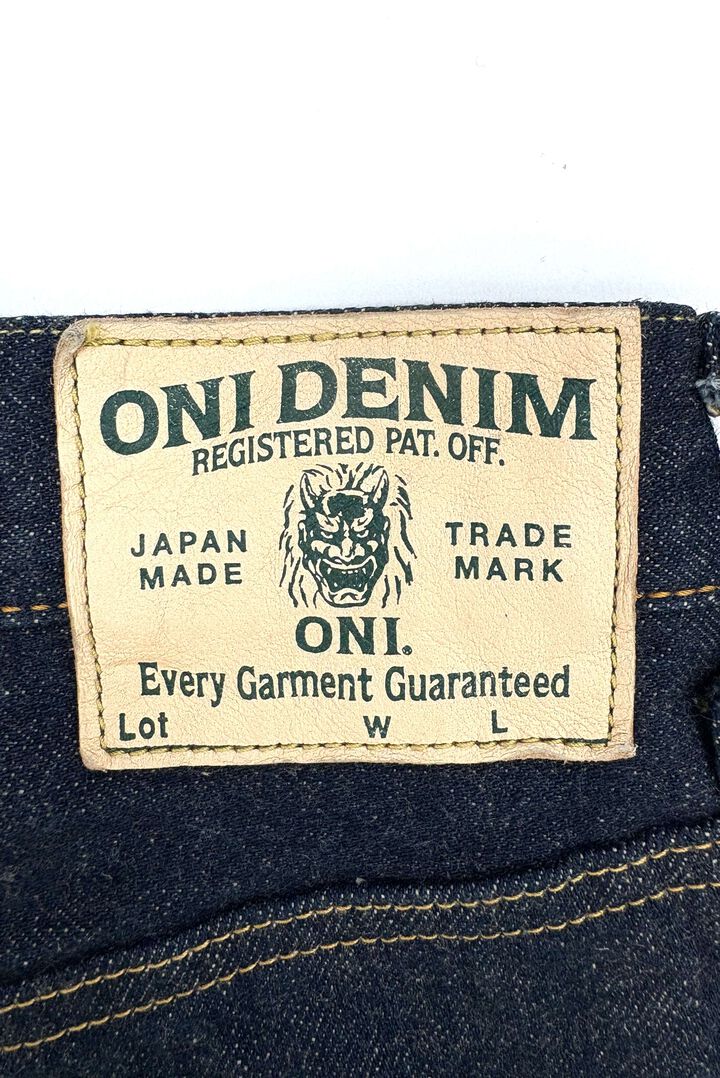 ONI DENIM
REGISTERED PAT. OFF.
JAPAN MADE
TRADE MARK
ONI.
Every Garment Guaranteed
Lot W L